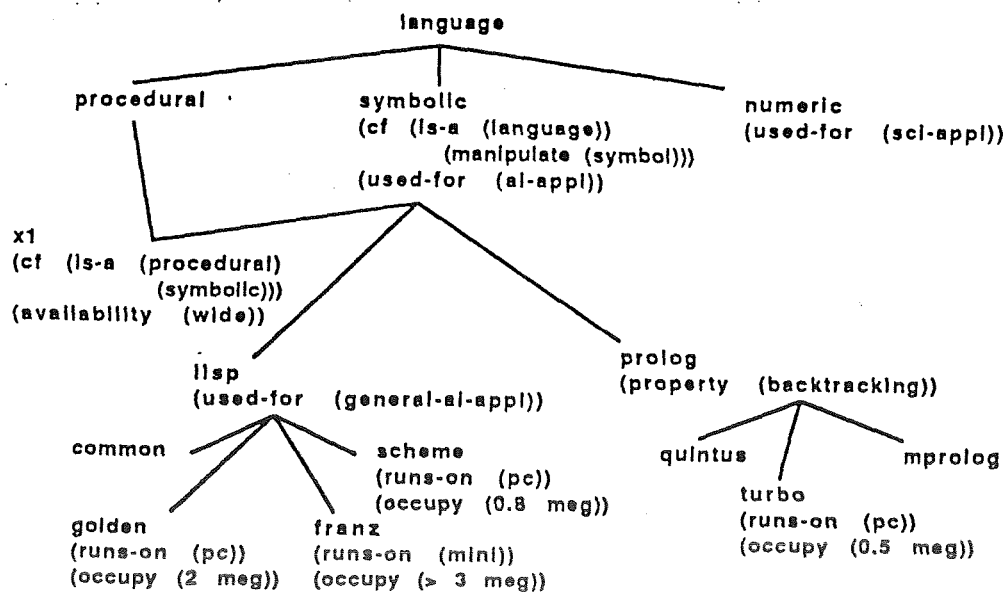 language
procedural
symbolic
(cf (is-a (language))
(manipulate (symbol)))
(used-for (ai-appl))
numeric
(used-for (sci-appl))
x1
(cf (is-a (procedural)
(symbolic)))
(availability (wide))
lisp
(used-for (general-ai-appl))
prolog
(property (backtracking))
common
scheme
(runs-on (pc))
(occupy (0.8 meg))
golden
(runs-on (pc))
(occupy (2 meg))
franz
(runs-on (mini))
(occupy (> 3 meg))
quintus
turbo
(runs-on (pc))
(occupy (0.5 meg))
mprolog